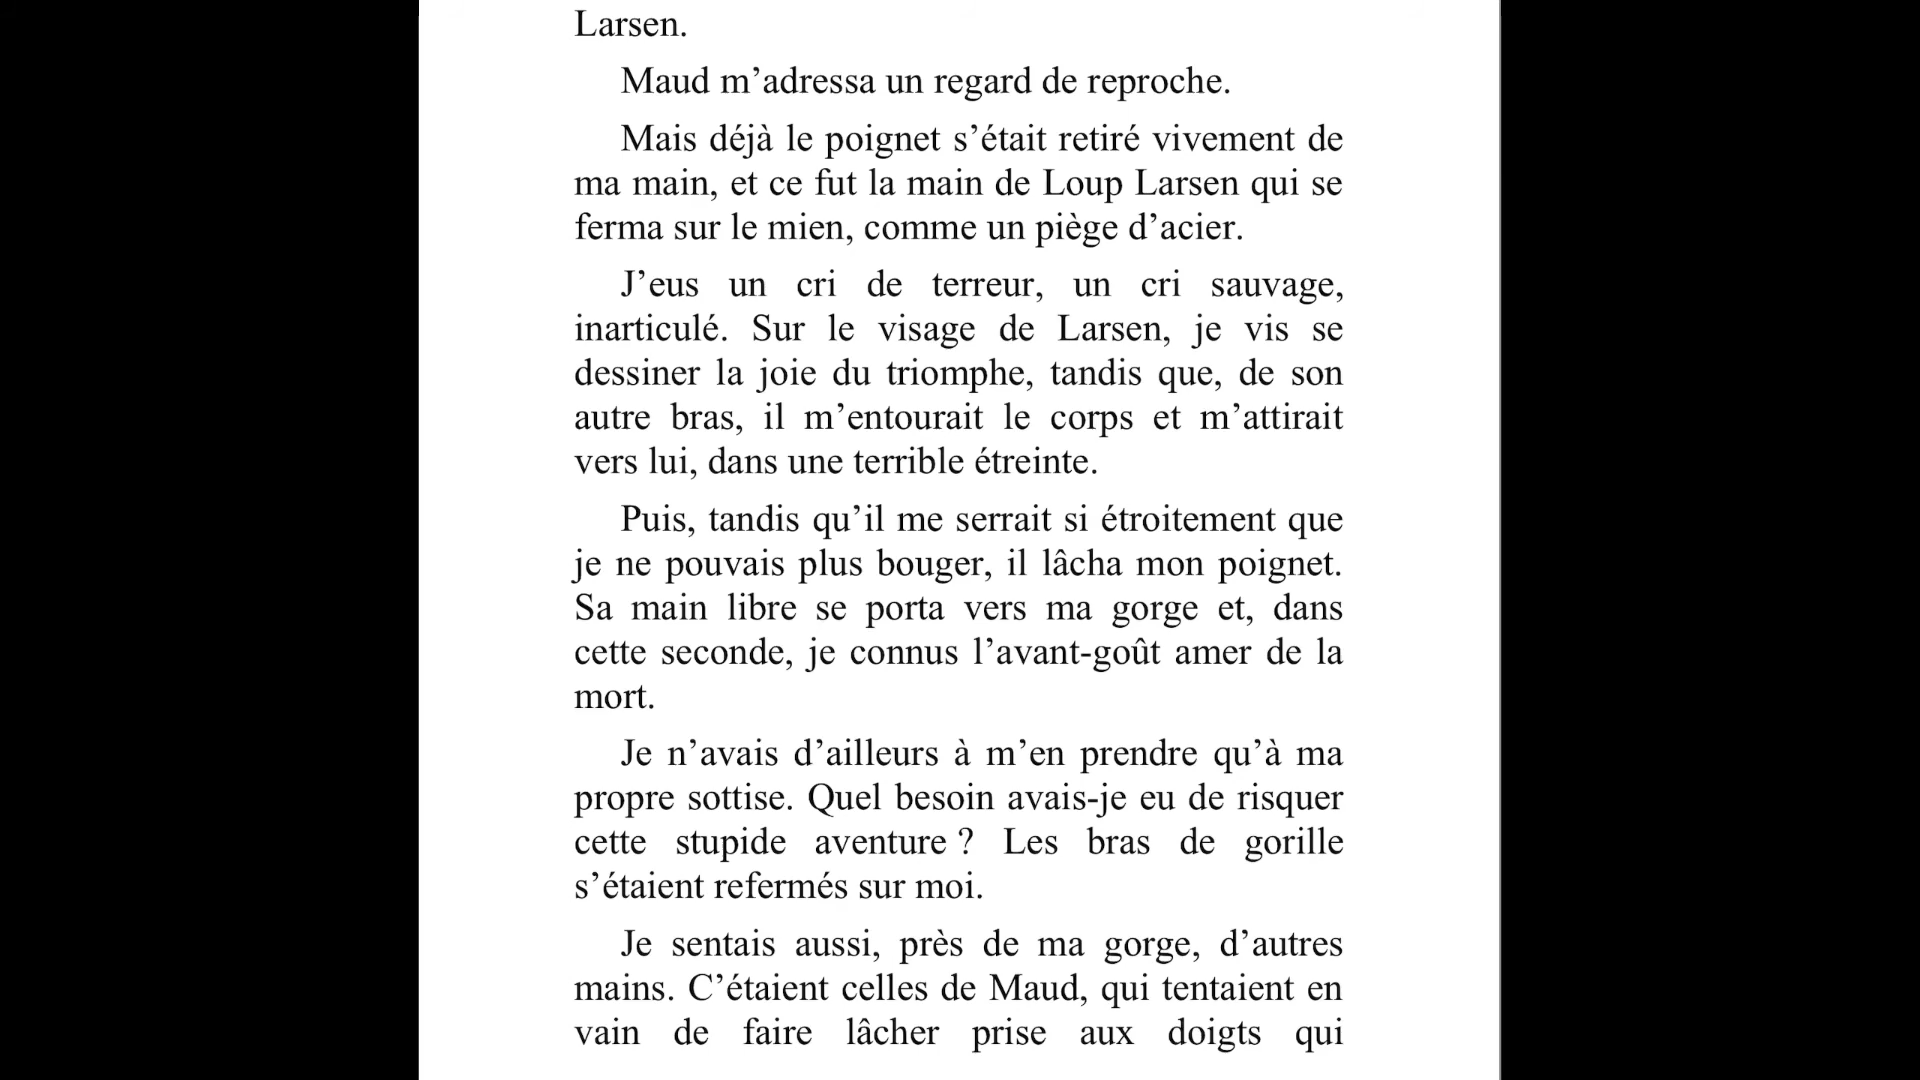 Larsen.
Maud m’adressa un regard de reproche.
Mais déjà le poignet s’était retiré vivement de
ma main, et ce fut la main de Loup Larsen qui se
ferma sur le mien, comme un piège d’acier.
J’eus un cri de terreur, un cri sauvage,
inarticulé. Sur le visage de Larsen, je vis se
dessiner la joie du triomphe, tandis que, de son
autre bras, il m’entourait le corps et m’attirait
vers lui, dans une terrible étreinte.
Puis, tandis qu’il me serrait si étroitement que
je ne pouvais plus bouger, il lâcha mon poignet.
Sa main libre se porta vers ma gorge et, dans
cette seconde, je connus l’avant-goût amer de la
mort.
Je n’avais d’ailleurs à m’en prendre qu’à ma
propre sottise. Quel besoin avais-je eu de risquer
cette stupide aventure ? Les bras de gorille
s’étaient refermés sur moi.
Je sentais aussi, près de ma gorge, d’autres
mains. C’étaient celles de Maud, qui tentaient en
vain de faire lâcher prise aux doigts qui